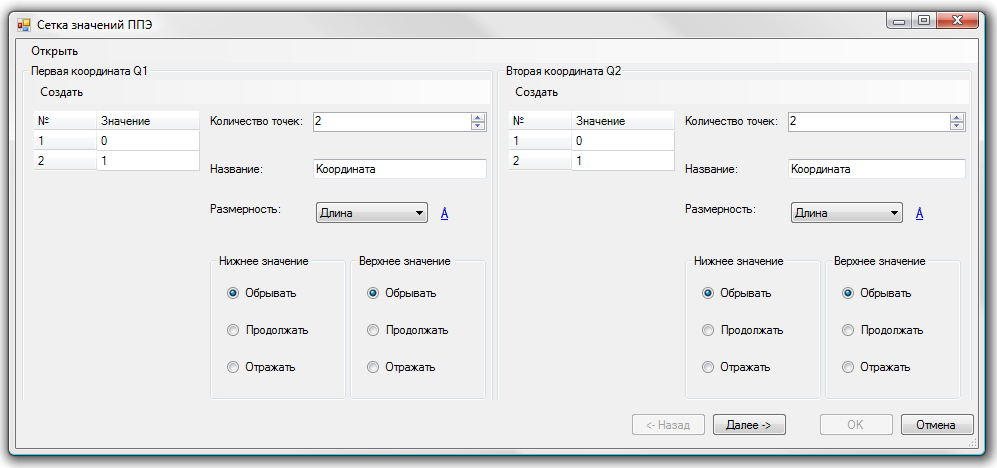 Сетка значений ППЭ
Открыть
Первая координата Q1
Создать
№ Значение
1 0
2 1
Количество точек: 2
Название: Координата
Размерность: Длина Å
Нижнее значение
Обрывать
Продолжать
Отражать
Верхнее значение
Обрывать
Продолжать
Отражать
Вторая координата Q2
Создать
№ Значение
1 0
2 1
Количество точек: 2
Название: Координата
Размерность: Длина Å
Нижнее значение
Обрывать
Продолжать
Отражать
Верхнее значение
Обрывать
Продолжать
Отражать
<- Назад Далее -> OK Отмена